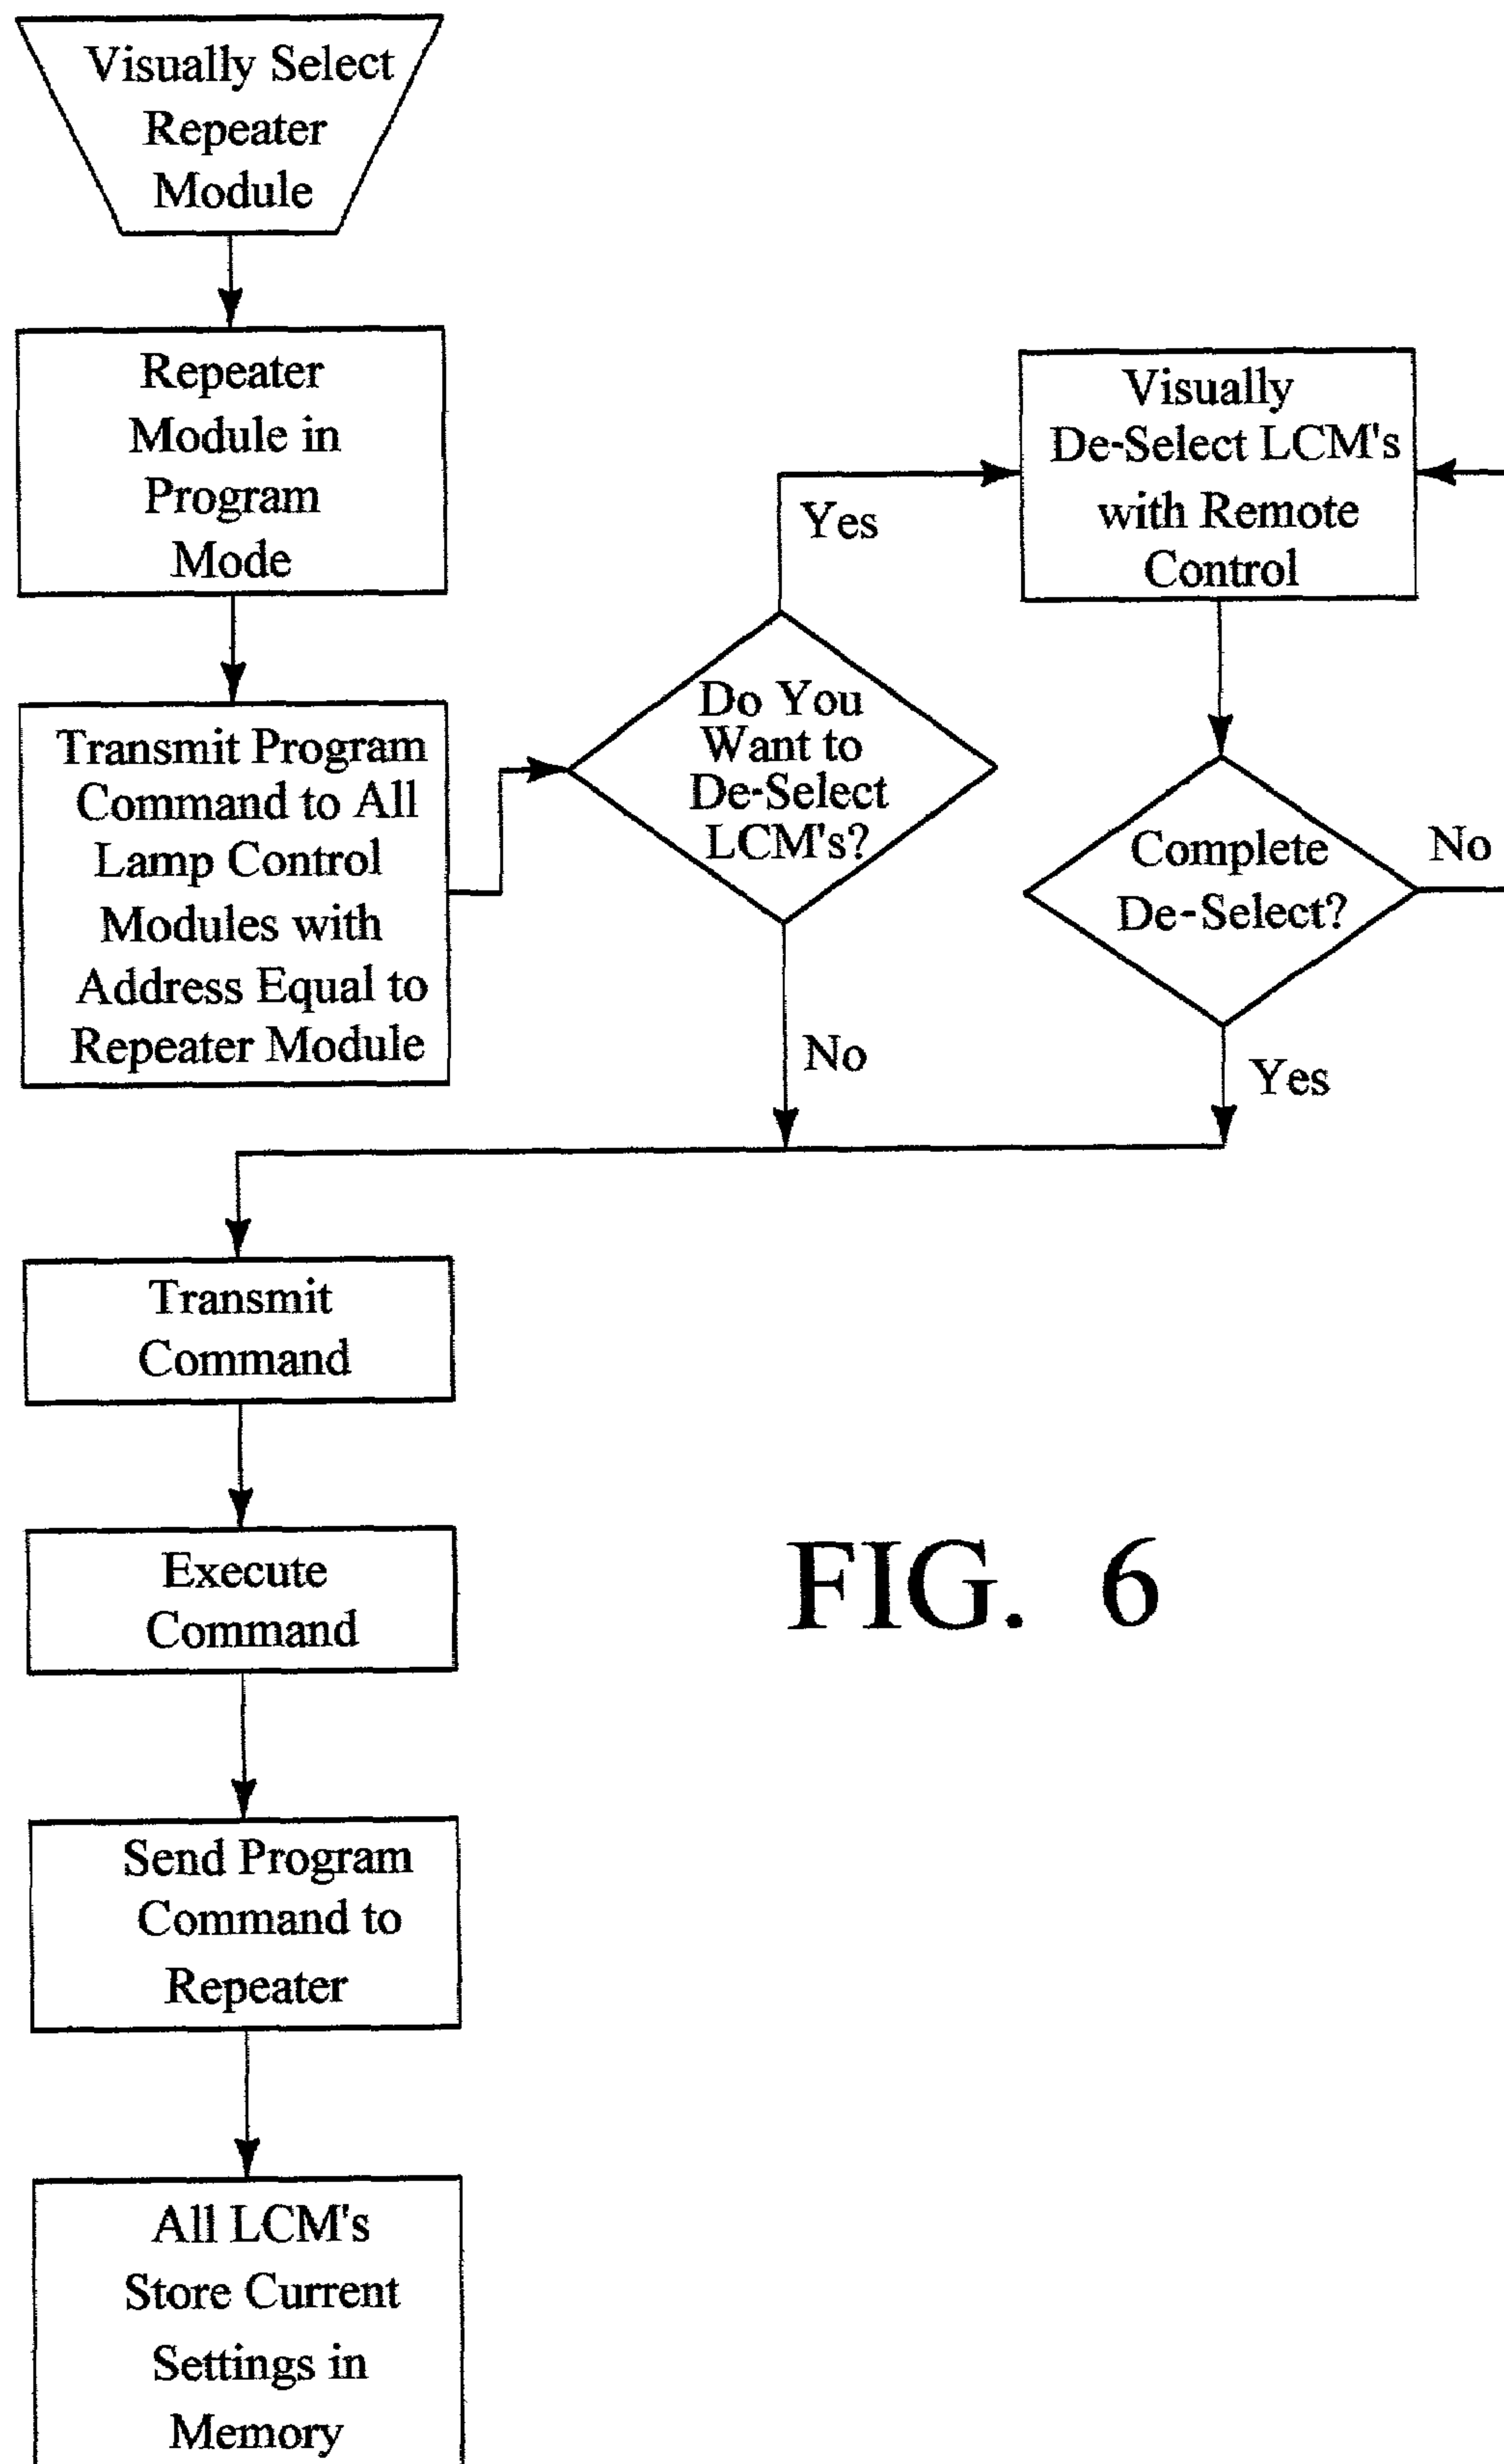 Visually Select
Repeater
Module
Repeater
Module in
Program
Mode
Transmit Program
Command to All
Lamp Control
Modules with
Address Equal to
Repeater Module
Do You
Want to
De-Select
LCM's?
Yes
No
Visually
De-Select LCM's
with Remote
Control
Complete
De-Select?
No
Yes
Transmit
Command
Execute
Command
Send Program
Command to
Repeater
All LCM's
Store Current
Settings in
Memory
FIG. 6